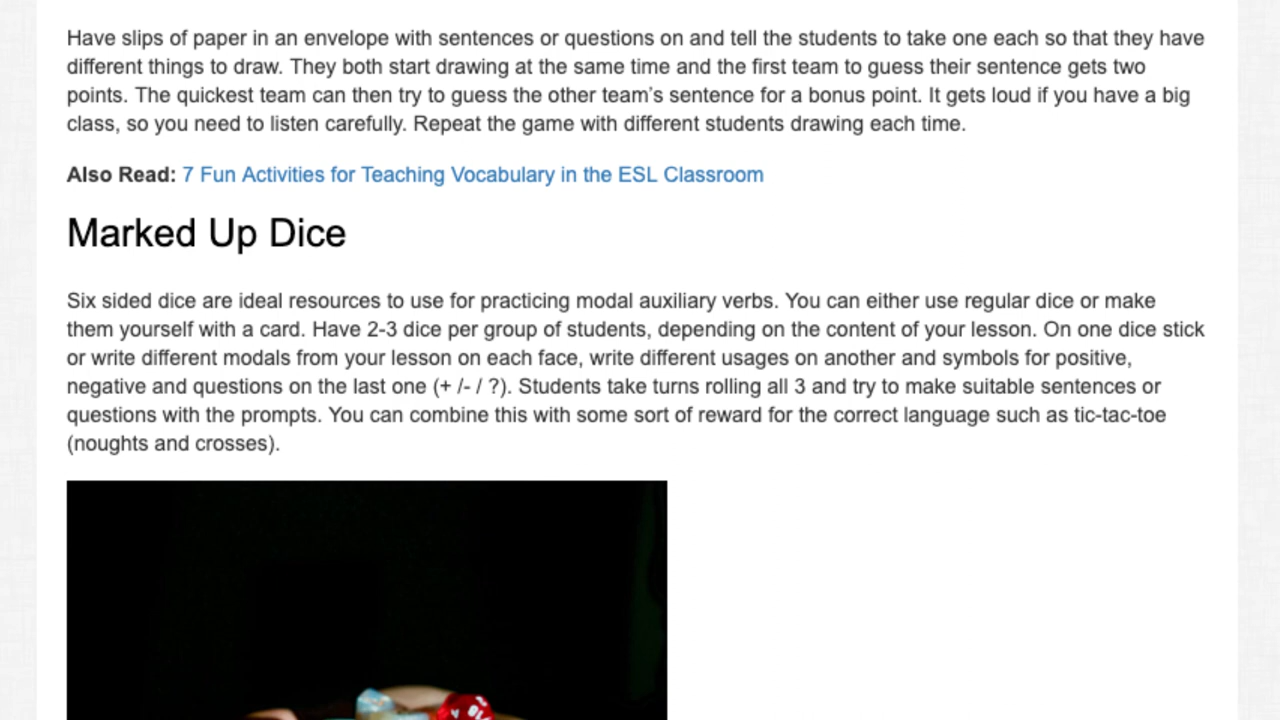 Have slips of paper in an envelope with sentences or questions on and tell the students to take one each so that they have
different things to draw. They both start drawing at the same time and the first team to guess their sentence gets two
points. The quickest team can then try to guess the other team’s sentence for a bonus point. It gets loud if you have a big
class, so you need to listen carefully. Repeat the game with different students drawing each time.
Also Read: 7 Fun Activities for Teaching Vocabulary in the ESL Classroom
Marked Up Dice
Six sided dice are ideal resources to use for practicing modal auxiliary verbs. You can either use regular dice or make
them yourself with a card. Have 2-3 dice per group of students, depending on the content of your lesson. On one dice stick
or write different modals from your lesson on each face, write different usages on another and symbols for positive,
negative and questions on the last one (+ /- / ?). Students take turns rolling all 3 and try to make suitable sentences or
questions with the prompts. You can combine this with some sort of reward for the correct language such as tic-tac-toe
(noughts and crosses).